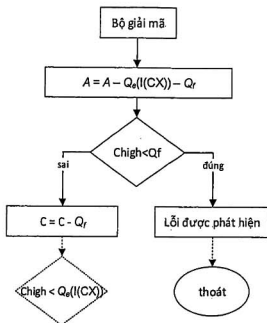 Bộ giải mã
A = A – Qe(I(CX)) – Qf
Chigh<Qf
sai
đúng
C = C - Qf
Lỗi được phát hiện
Chigh < Qe(I(CX))
thoát